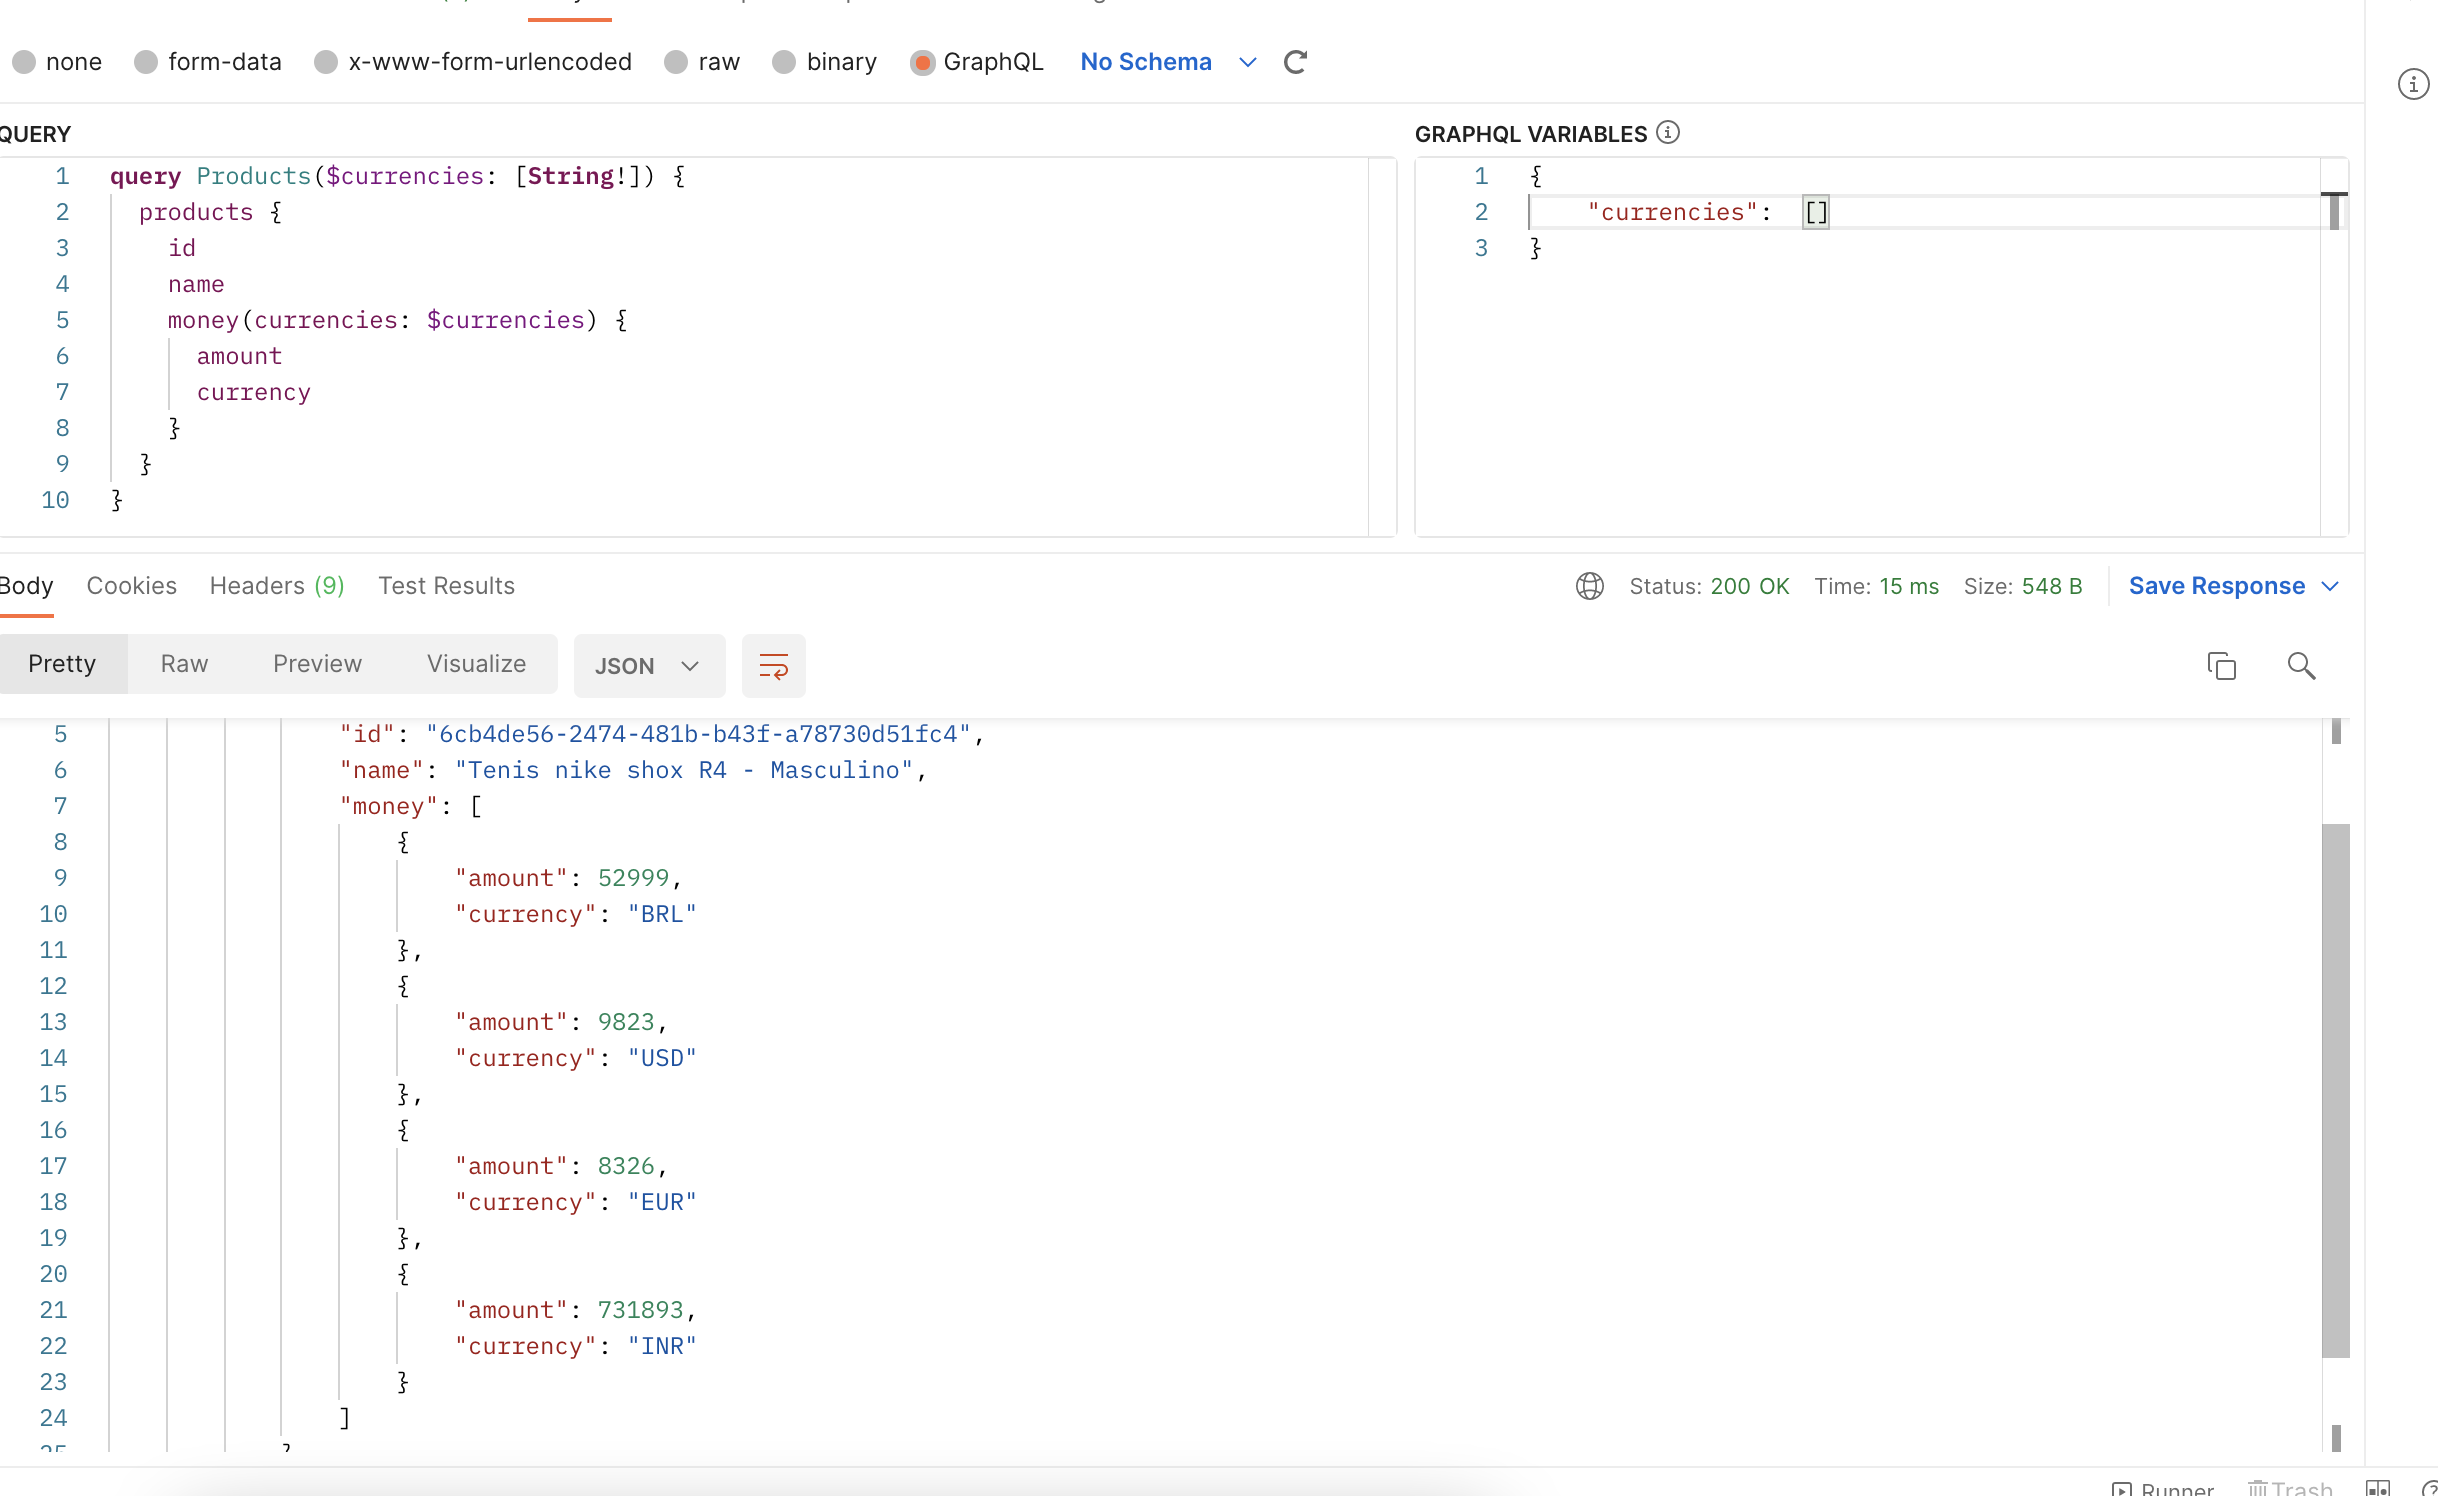 none form-data x-www-form-urlencoded raw binary GraphQL No Schema
QUERY
1 query Products($currencies: [String!]) {
2 products {
3 id
4 name
5 money(currencies: $currencies) {
6 amount
7 currency
8 }
9 }
10 }
GRAPHQL VARIABLES
1 {
2 "currencies": []
3 }
Body Cookies Headers (9) Test Results Status: 200 OK Time: 15 ms Size: 548 B Save Response
Pretty Raw Preview Visualize JSON
5 "id": "6cb4de56-2474-481b-b43f-a78730d51fc4",
6 "name": "Tenis nike shox R4 - Masculino",
7 "money": [
8 {
9 "amount": 52999,
10 "currency": "BRL"
11 },
12 {
13 "amount": 9823,
14 "currency": "USD"
15 },
16 {
17 "amount": 8326,
18 "currency": "EUR"
19 },
20 {
21 "amount": 731893,
22 "currency": "INR"
23 }
24 ]
25 }
Runner Trash